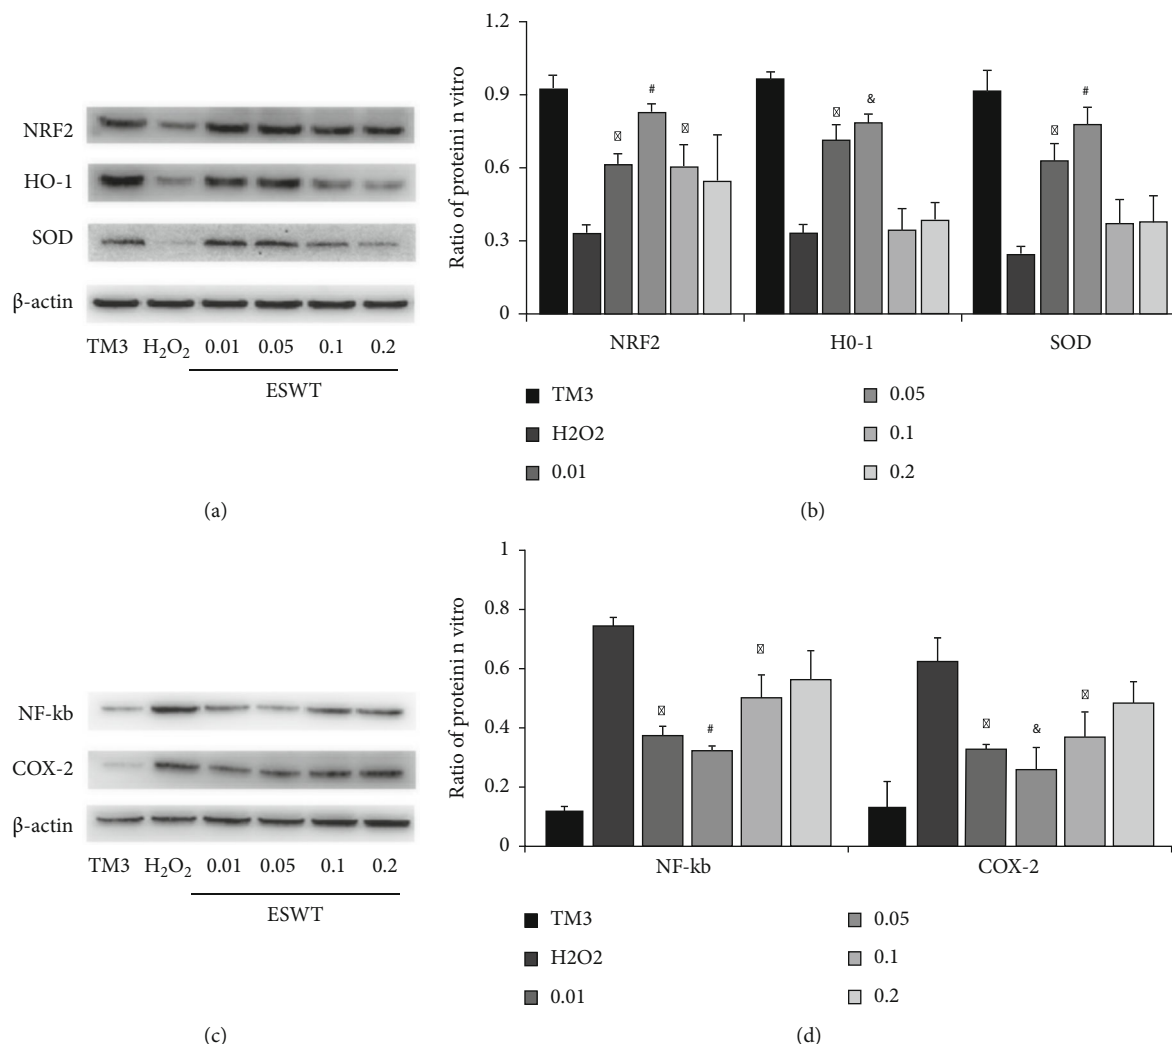 NRF2
HO-1
SOD
β-actin
TM3 H₂O₂ 0.01 0.05 0.1 0.2
ESWT
(a)
Ratio of proteini n vitro
1.2
0.9
0.6
0.3
0
# & #
NRF2 H0-1 SOD
TM3
H2O2
0.01
0.05
0.1
0.2
(b)
NF-kb
COX-2
β-actin
TM3 H₂O₂ 0.01 0.05 0.1 0.2
ESWT
(c)
Ratio of proteini n vitro
1
0.8
0.6
0.4
0.2
0
# &
NF-kb COX-2
TM3
H2O2
0.01
0.05
0.1
0.2
(d)